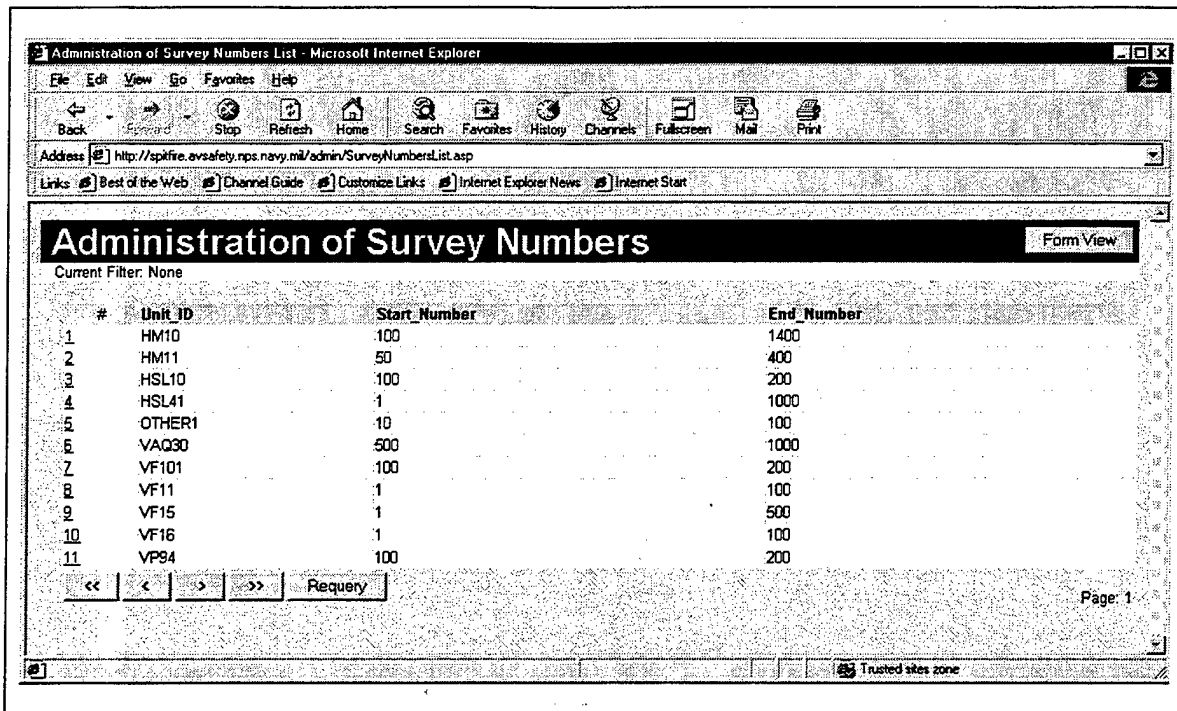 Administration of Survey Numbers List - Microsoft Internet Explorer
File Edit View Go Favorites Help
Back Forward Stop Refresh Home Search Favorites History Channels Fullscreen Mail Print
Address http://spitfire.avsafety.nps.navy.mil/admin/SurveyNumbersList.asp
Links Best of the Web Channel Guide Customize Links Internet Explorer News Internet Start
Administration of Survey Numbers Form View
Current Filter: None
# Unit_ID Start_Number End_Number
1 HM10 100 1400
2 HM11 50 400
3 HSL10 100 200
4 HSL41 1 1000
5 OTHER1 10 100
6 VAQ30 500 1000
7 VF101 100 200
8 VF11 1 100
9 VF15 1 500
10 VF16 1 100
11 VP94 100 200
<< < > >> Requery
Page: 1
Trusted sites zone